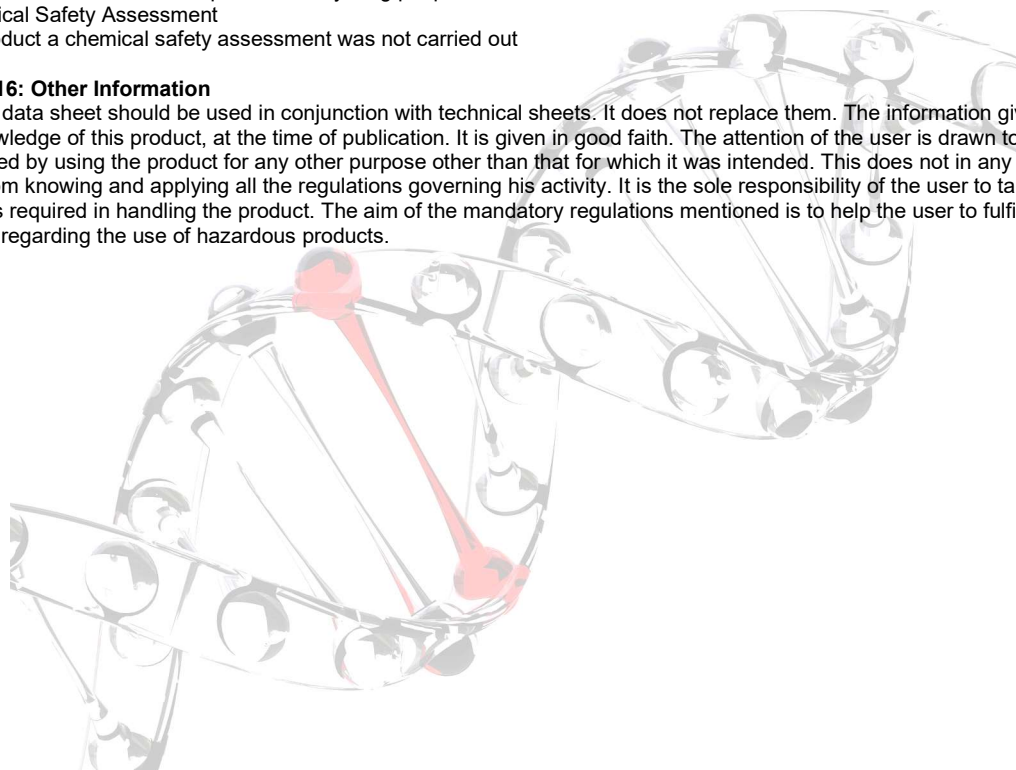 ical Safety Assessment
duct a chemical safety assessment was not carried out
16: Other Information
data sheet should be used in conjunction with technical sheets. It does not replace them. The information gi
wledge of this product, at the time of publication. It is given in good faith. The attention of the user is drawn to
ed by using the product for any other purpose other than that for which it was intended. This does not in any
m knowing and applying all the regulations governing his activity. It is the sole responsibility of the user to ta
s required in handling the product. The aim of the mandatory regulations mentioned is to help the user to fulfi
regarding the use of hazardous products.